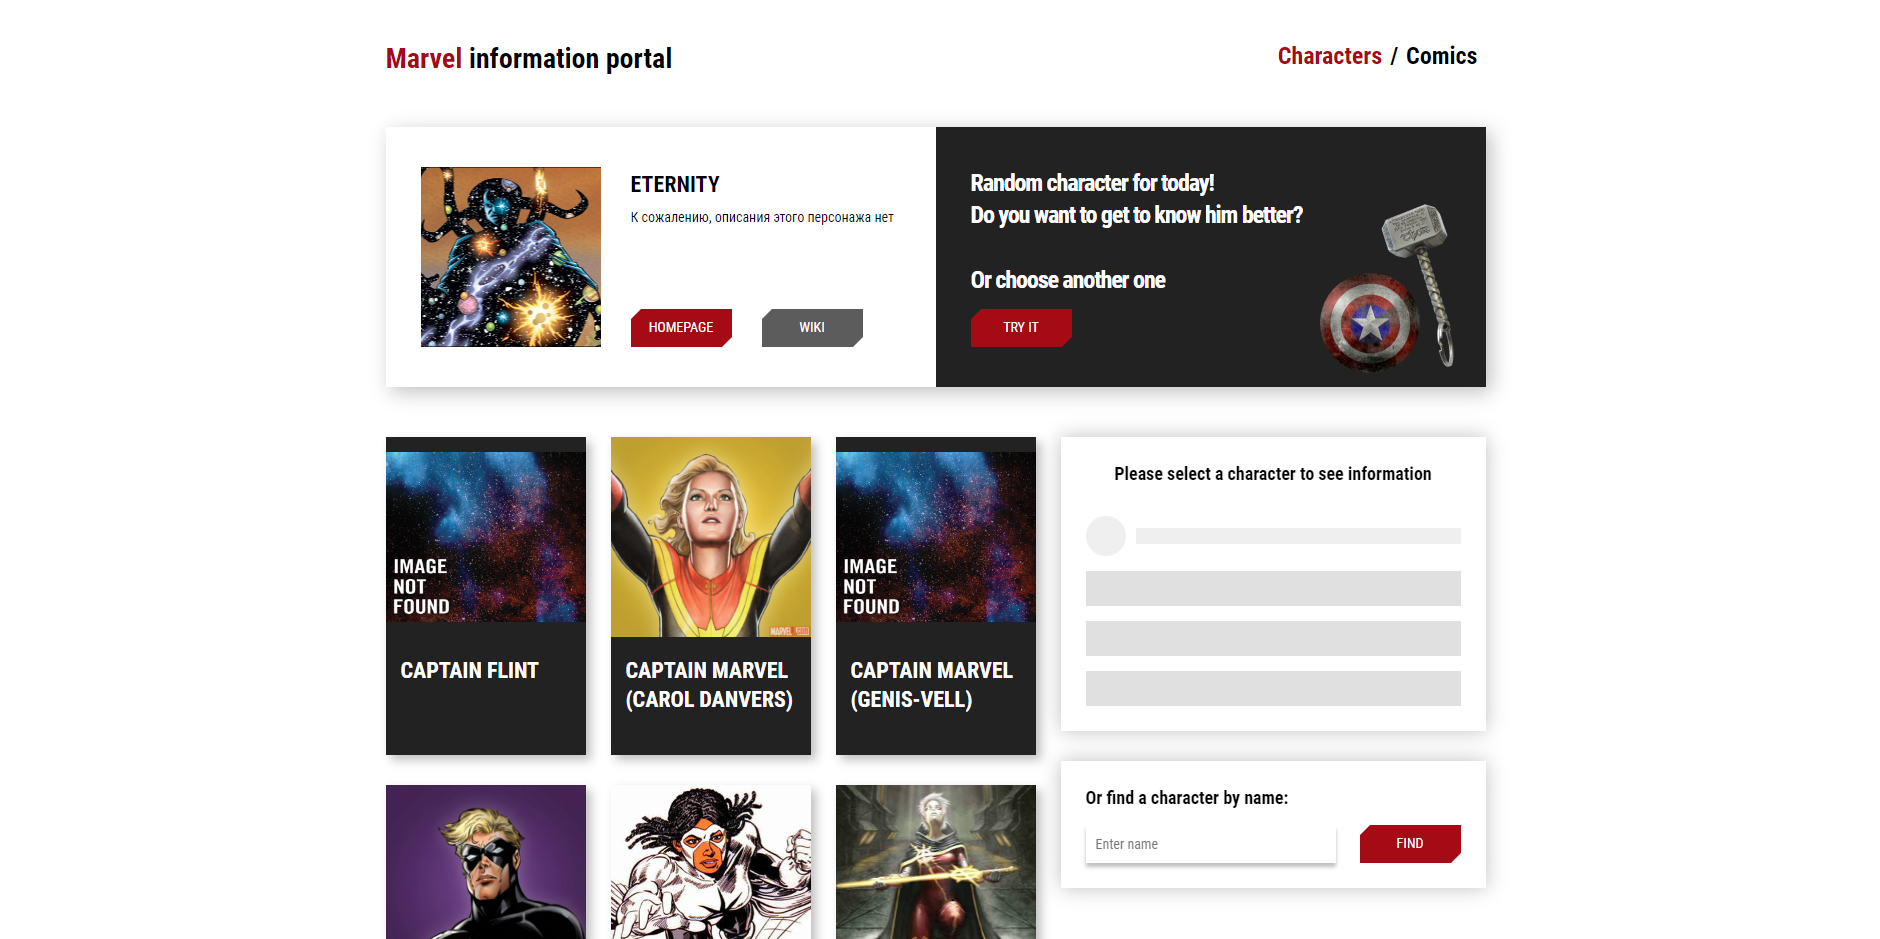 Marvel information portal
Characters / Comics
ETERNITY
К сожалению, описания этого персонажа нет
HOMEPAGE
WIKI
Random character for today!
Do you want to get to know him better?
Or choose another one
TRY IT
IMAGE
NOT
FOUND
CAPTAIN FLINT
MARVEL
CAPTAIN MARVEL
(CAROL DANVERS)
IMAGE
NOT
FOUND
CAPTAIN MARVEL
(GENIS-VELL)
Please select a character to see information
Or find a character by name:
Enter name
FIND